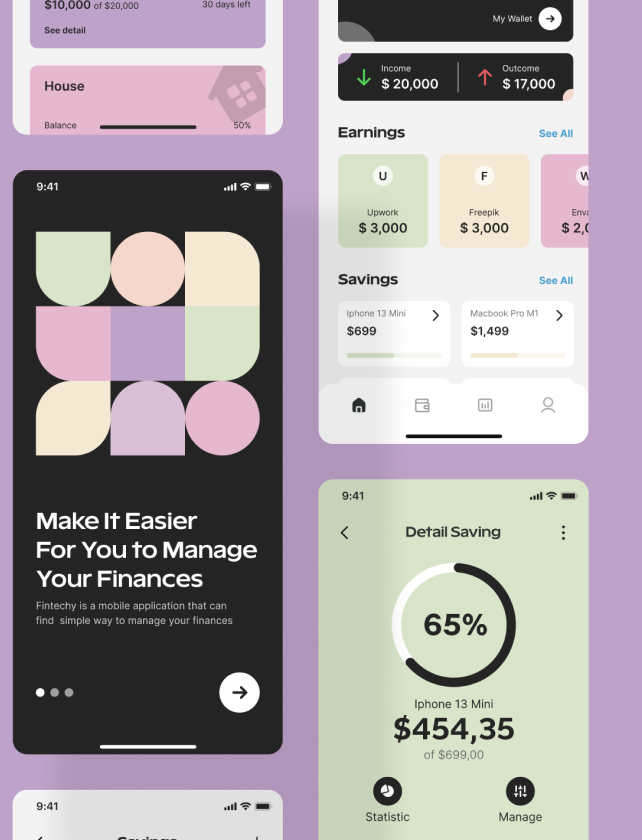 $10,000 of $20,000
30 days left
See detail
House
Balance
50%
9:41
Make It Easier
For You to Manage
Your Finances
Fintechy is a mobile application that can
find simple way to manage your finances
9:41
Savings
My Wallet
Income
$ 20,000
Outcome
$ 17,000
Earnings
See All
U
Upwork
$ 3,000
F
Freepik
$ 3,000
W
Enva
$ 2,0
Savings
See All
Iphone 13 Mini
$699
Macbook Pro M1
$1,499
9:41
Detail Saving
65%
Iphone 13 Mini
$454,35
of $699,00
Statistic
Manage